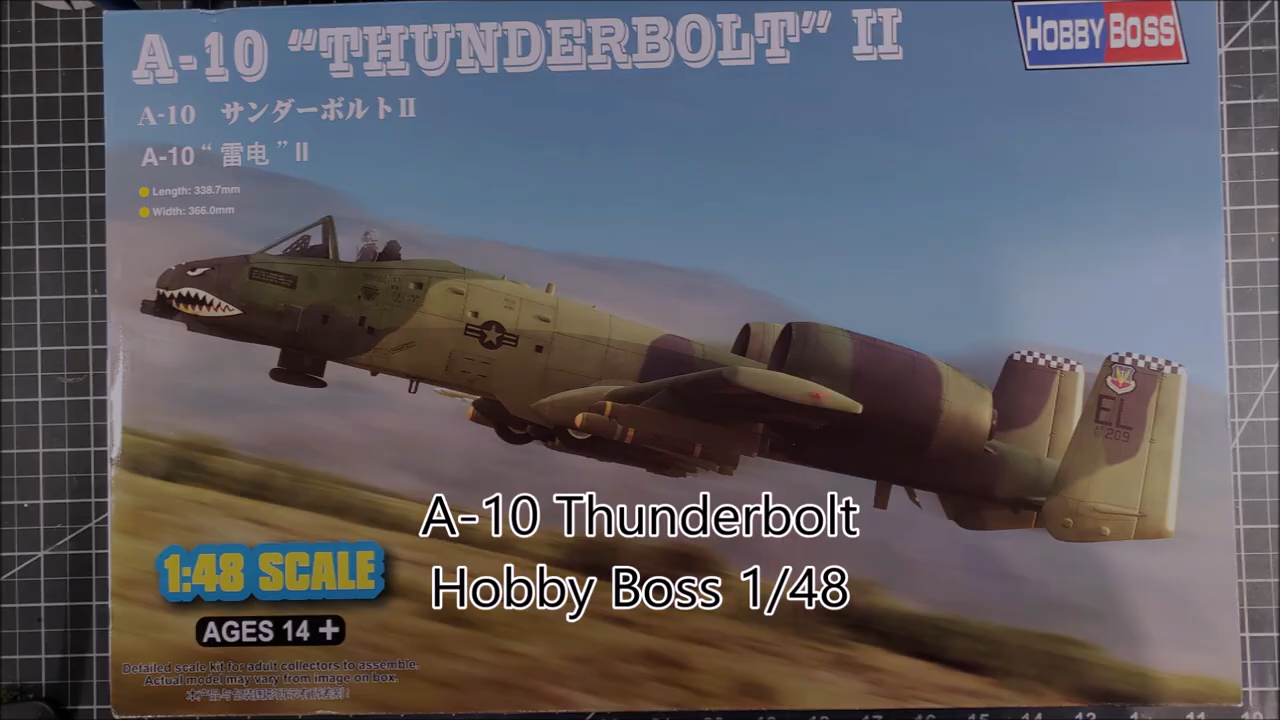 A-10 "THUNDERBOLT" II
HOBBY BOSS
A-10 サンダーボルトⅡ
A-10 “雷电” II
Length: 338.7mm
Width: 366.0mm
EL
209
A-10 Thunderbolt
Hobby Boss 1/48
1:48 SCALE
AGES 14 +
Detailed scale kit for adult collectors to assemble.
Actual model may vary from image on box.